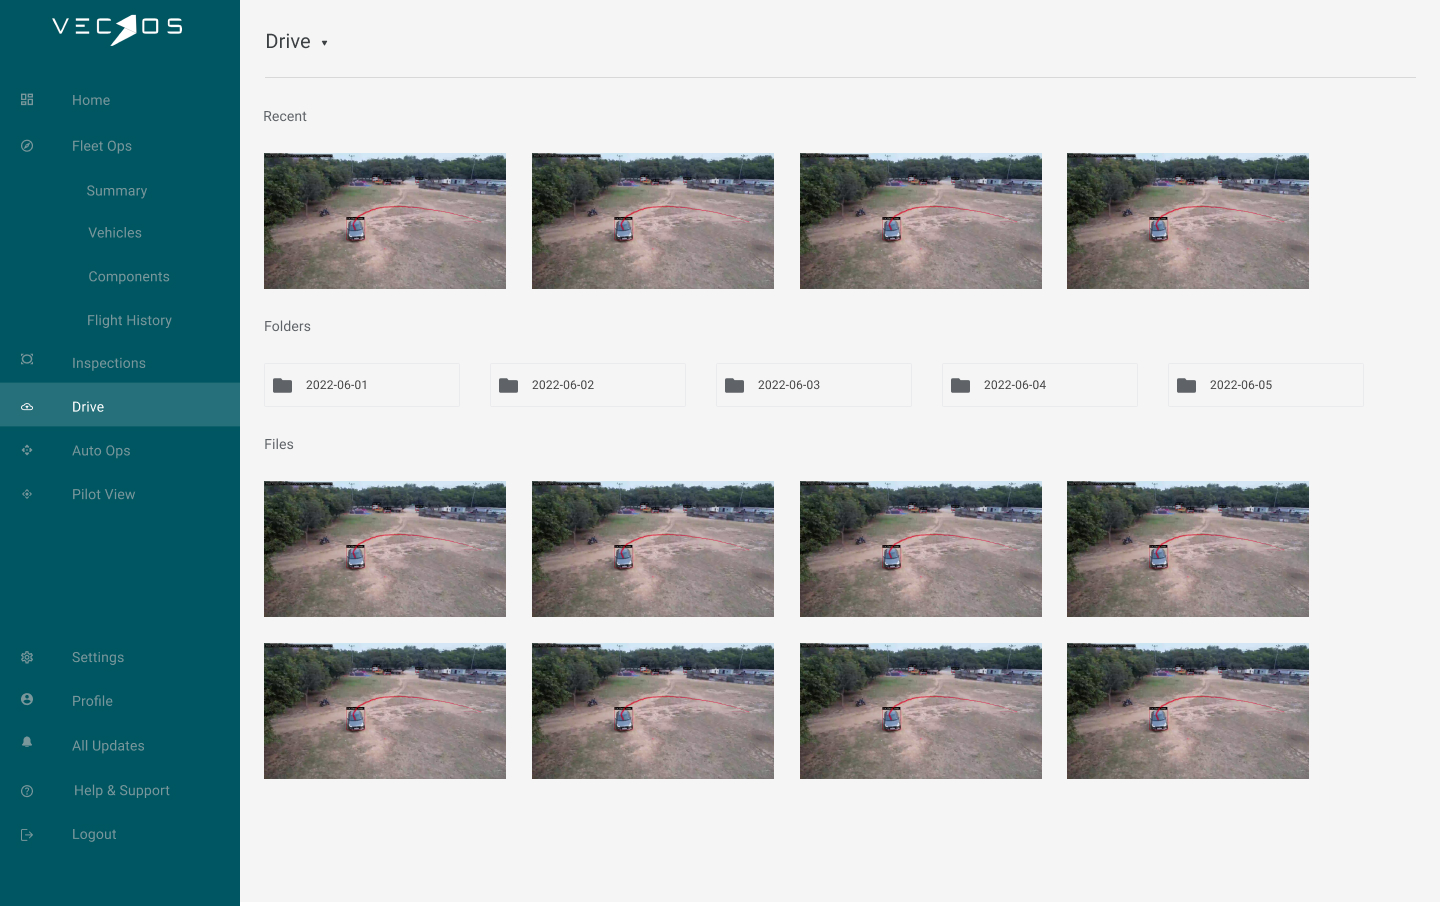 VECROS
Home
Fleet Ops
Summary
Vehicles
Components
Flight History
Inspections
Drive
Auto Ops
Pilot View
Settings
Profile
All Updates
Help & Support
Logout
Drive
Recent
Folders
2022-06-01
2022-06-02
2022-06-03
2022-06-04
2022-06-05
Files